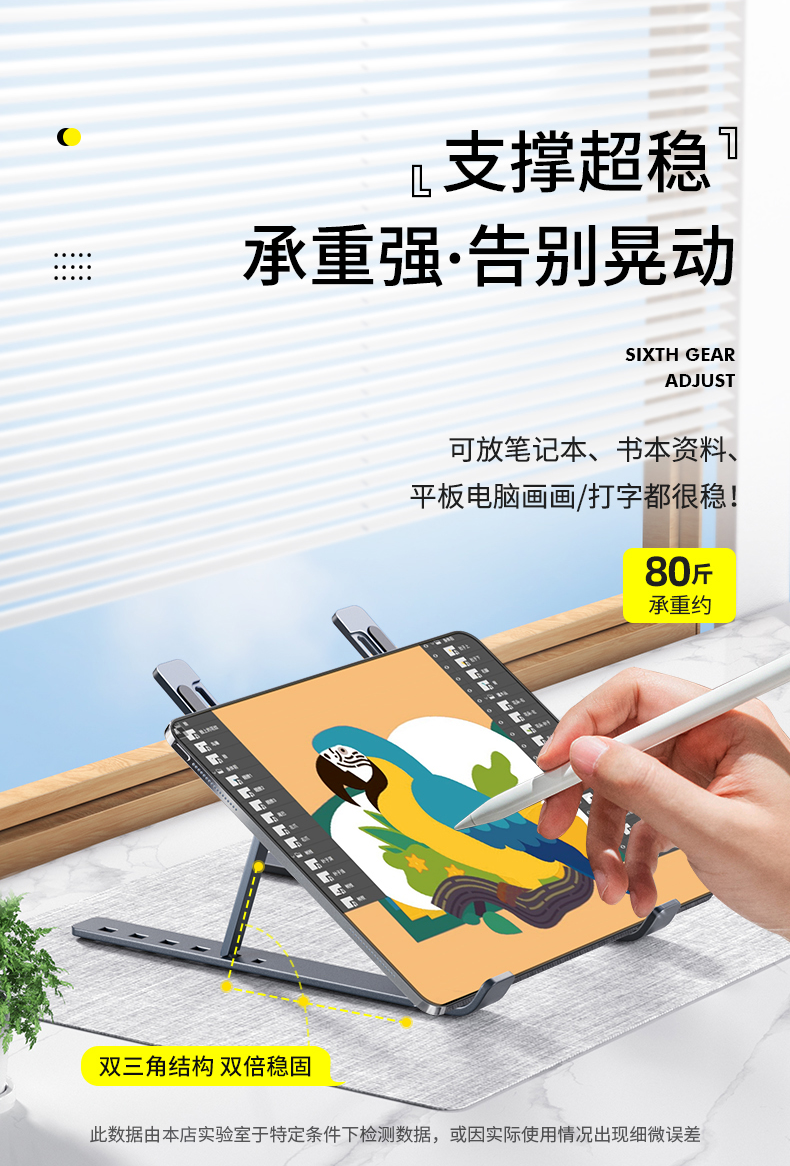 『支撑超稳』
承重强·告别晃动
SIXTH GEAR
ADJUST
可放笔记本、书本资料、
平板电脑画画/打字都很稳!
80斤
承重约
双三角结构 双倍稳固
此数据由本店实验室于特定条件下检测数据，或因实际使用情况出现细微误差